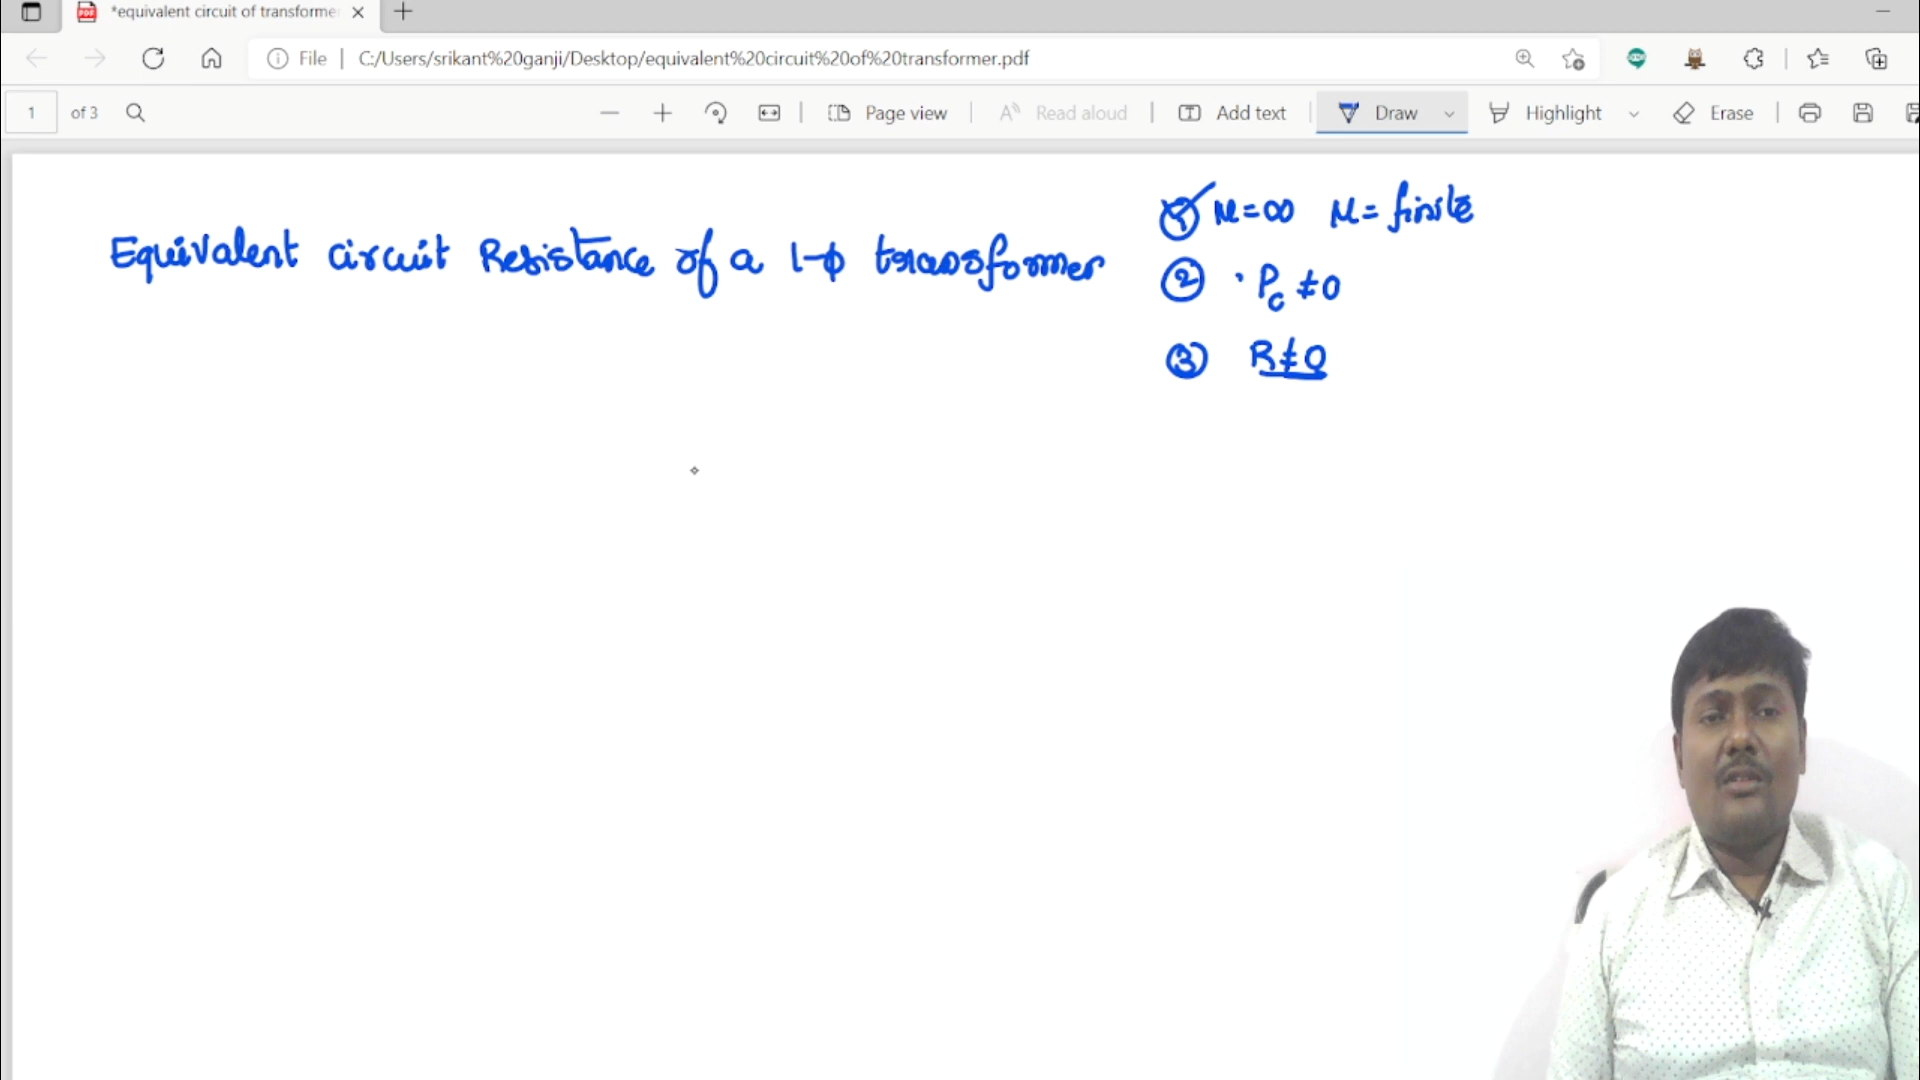 *equivalent circuit of transforme
File | C:/Users/srikant%20ganji/Desktop/equivalent%20circuit%20of%20transformer.pdf
1 of 3 Page view Read aloud Add text Draw Highlight Erase
Equivalent circuit Resistance of a 1-ϕ transformer
① μ=∞ μ= finite
② · Pc ≠0
③ R≠0